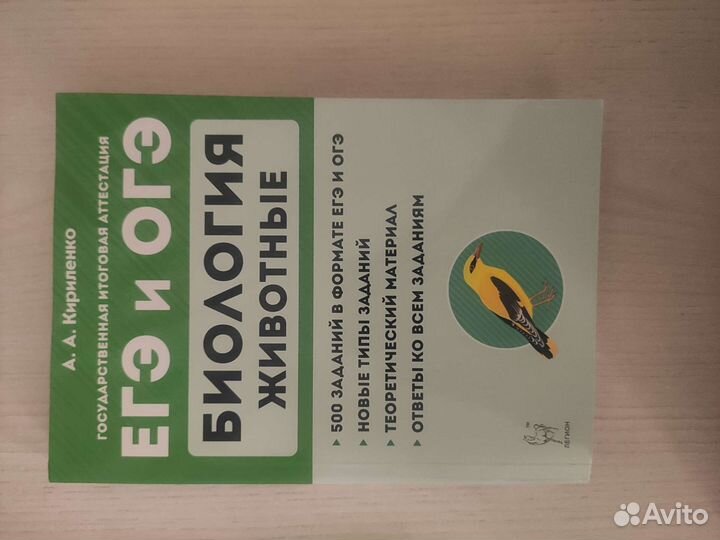 А. А. Кириленко
ГОСУДАРСТВЕННАЯ ИТОГОВАЯ АТТЕСТАЦИЯ
ЕГЭ и ОГЭ
БИОЛОГИЯ
ЖИВОТНЫЕ
▸ 500 ЗАДАНИЙ В ФОРМАТЕ ЕГЭ И ОГЭ
▸ НОВЫЕ ТИПЫ ЗАДАНИЙ
▸ ТЕОРЕТИЧЕСКИЙ МАТЕРИАЛ
▸ ОТВЕТЫ КО ВСЕМ ЗАДАНИЯМ
ЛЕГИОН
Avito